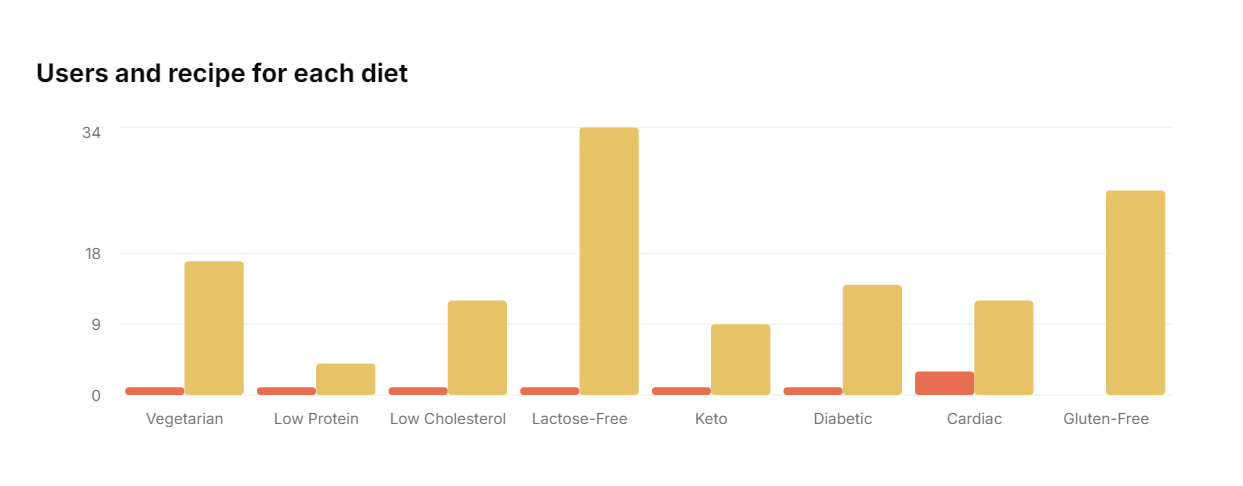 Users and recipe for each diet
34
18
9
0
Vegetarian Low Protein Low Cholesterol Lactose-Free Keto Diabetic Cardiac Gluten-Free